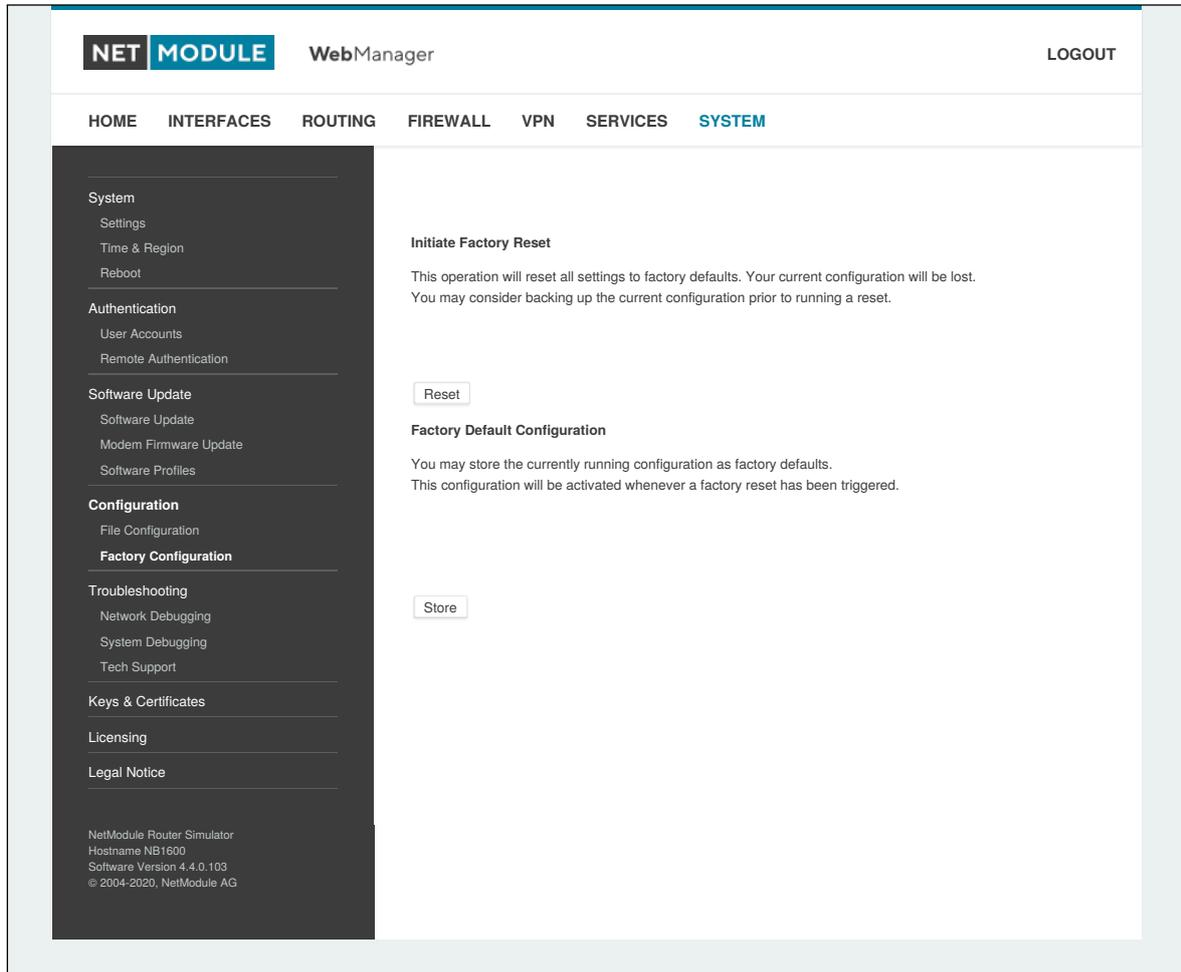 NET MODULE WebManager LOGOUT
HOME INTERFACES ROUTING FIREWALL VPN SERVICES SYSTEM
System
Settings
Time & Region
Reboot
Authentication
User Accounts
Remote Authentication
Software Update
Software Update
Modem Firmware Update
Software Profiles
Configuration
File Configuration
Factory Configuration
Troubleshooting
Network Debugging
System Debugging
Tech Support
Keys & Certificates
Licensing
Legal Notice
NetModule Router Simulator
Hostname NB1600
Software Version 4.4.0.103
© 2004-2020, NetModule AG
Initiate Factory Reset
This operation will reset all settings to factory defaults. Your current configuration will be lost.
You may consider backing up the current configuration prior to running a reset.
Reset
Factory Default Configuration
You may store the currently running configuration as factory defaults.
This configuration will be activated whenever a factory reset has been triggered.
Store